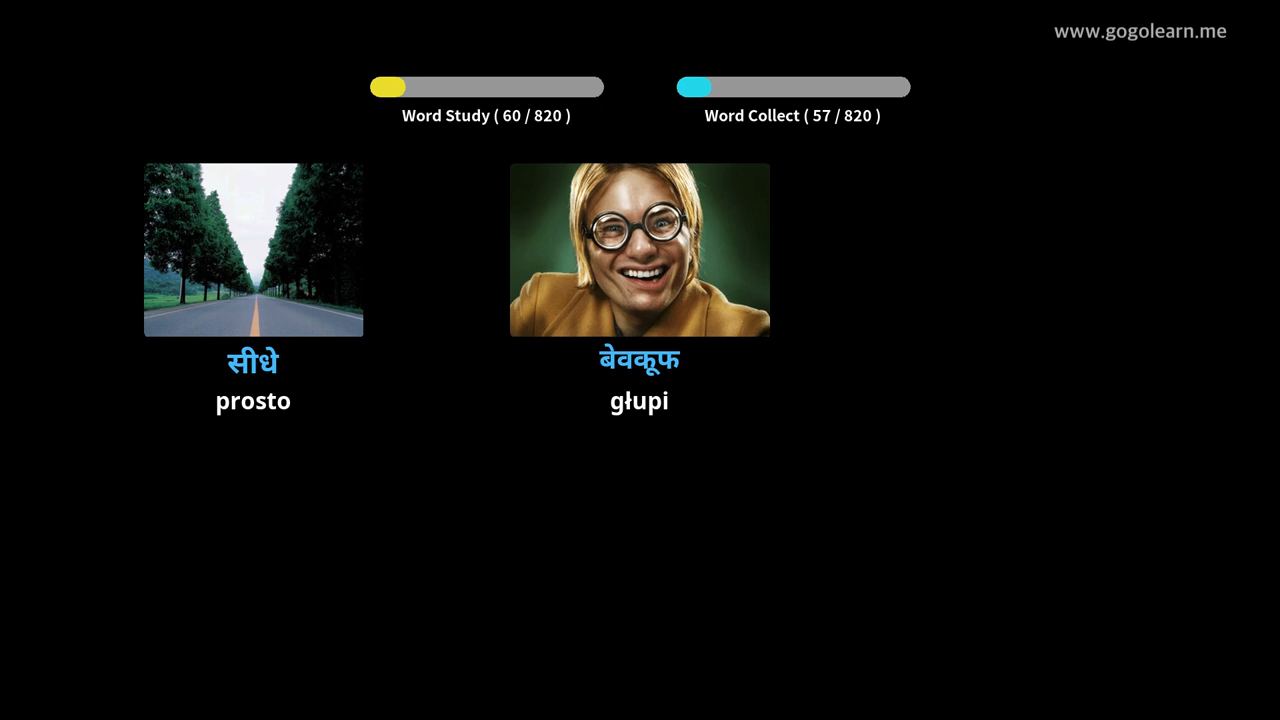 www.gogolearn.me
Word Study ( 60 / 820 )
Word Collect ( 57 / 820 )
सीधे
prosto
बेवकूफ
głupi